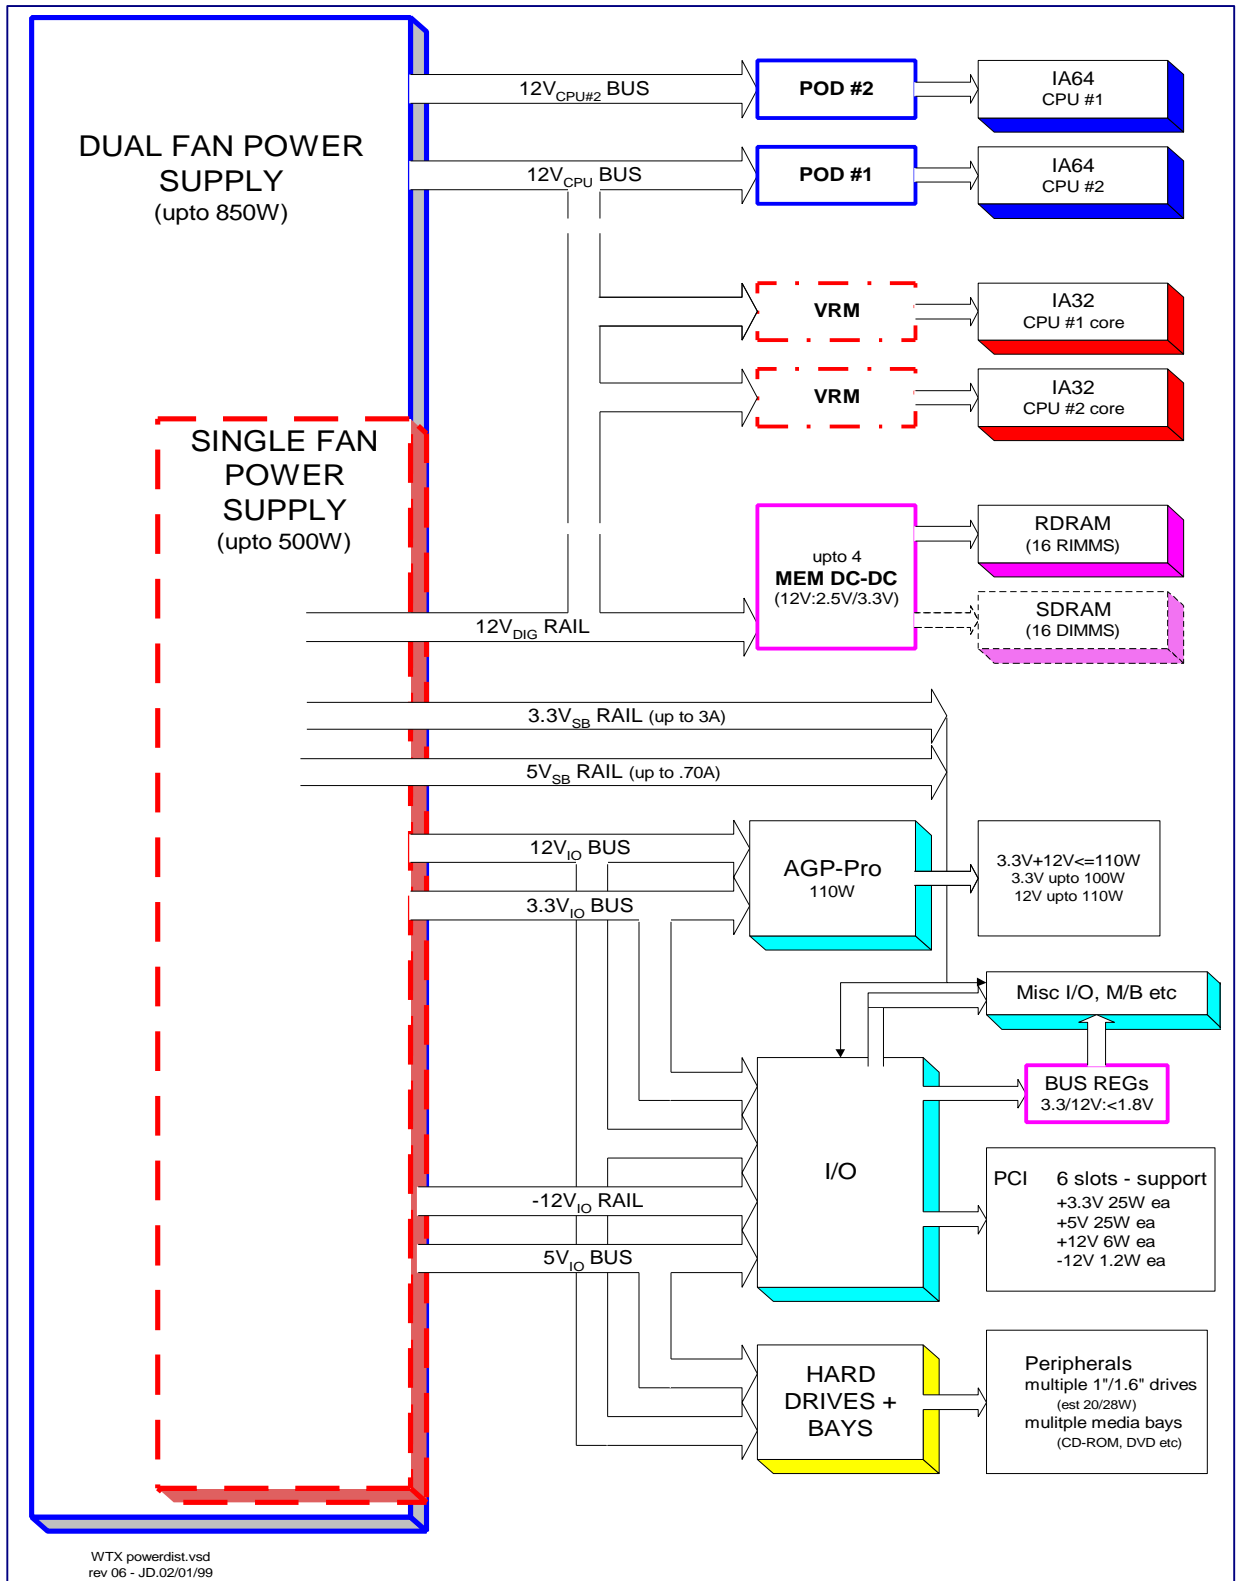 DUAL FAN POWER
SUPPLY
(upto 850W)
12VCPU#2 BUS
POD #2
IA64
CPU #1
12VCPU BUS
POD #1
IA64
CPU #2
VRM
IA32
CPU #1 core
VRM
IA32
CPU #2 core
SINGLE FAN
POWER
SUPPLY
(upto 500W)
upto 4
MEM DC-DC
(12V:2.5V/3.3V)
RDRAM
(16 RIMMS)
SDRAM
(16 DIMMS)
12VDIG RAIL
3.3VSB RAIL (up to 3A)
5VSB RAIL (up to .70A)
12VIO BUS
3.3VIO BUS
AGP-Pro
110W
3.3V+12V<=110W
3.3V upto 100W
12V upto 110W
Misc I/O, M/B etc
BUS REGs
3.3/12V:<1.8V
I/O
-12VIO RAIL
5VIO BUS
PCI 6 slots - support
+3.3V 25W ea
+5V 25W ea
+12V 6W ea
-12V 1.2W ea
HARD
DRIVES +
BAYS
Peripherals
multiple 1"/1.6" drives
(est 20/28W)
mulitple media bays
(CD-ROM, DVD etc)
WTX powerdist.vsd
rev 06 - JD.02/01/99